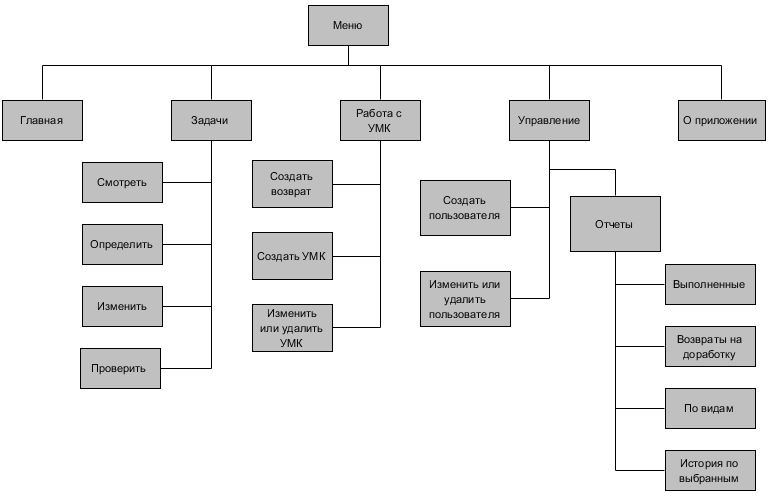 Меню
Главная
Задачи
Работа с
УМК
Управление
О приложении
Смотреть
Определить
Изменить
Проверить
Создать
возврат
Создать УМК
Изменить
или удалить
УМК
Создать
пользователя
Изменить или
удалить
пользователя
Отчеты
Выполненные
Возвраты на
доработку
По видам
История по
выбранным